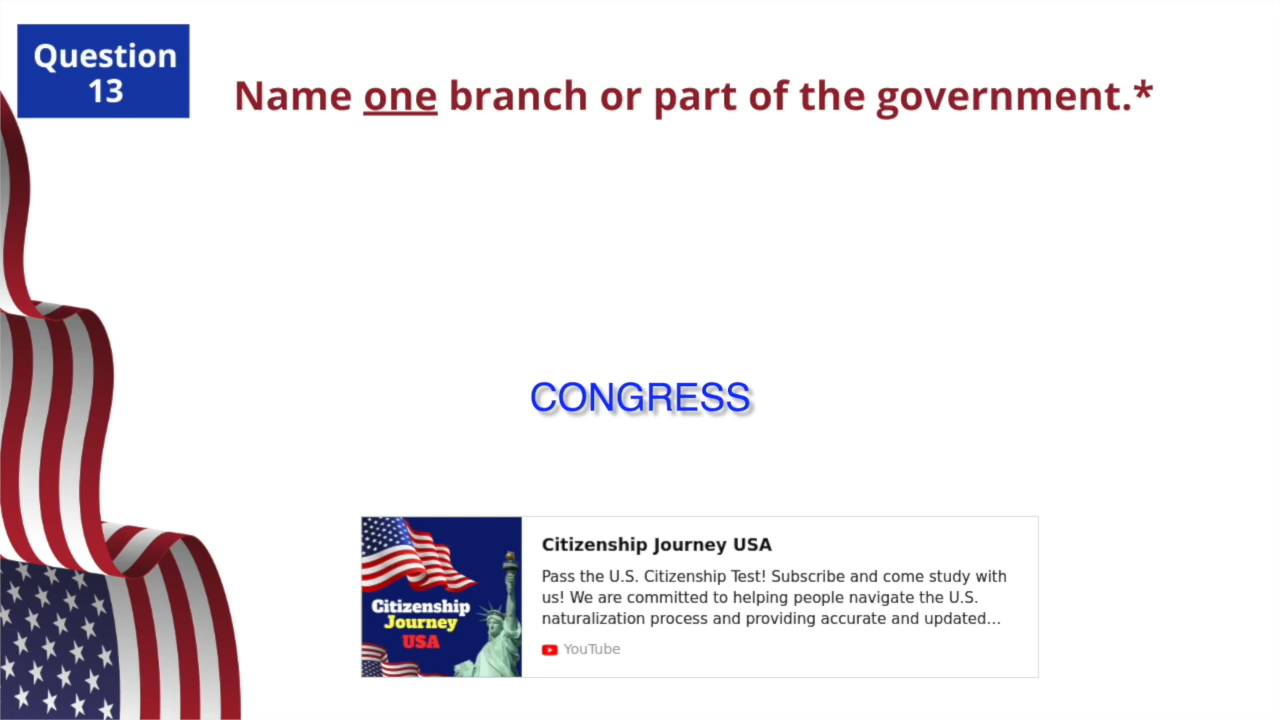 Question
13
Name one branch or part of the government.*
CONGRESS
Citizenship
Journey
USA
Citizenship Journey USA
Pass the U.S. Citizenship Test! Subscribe and come study with
us! We are committed to helping people navigate the U.S.
naturalization process and providing accurate and updated...
YouTube